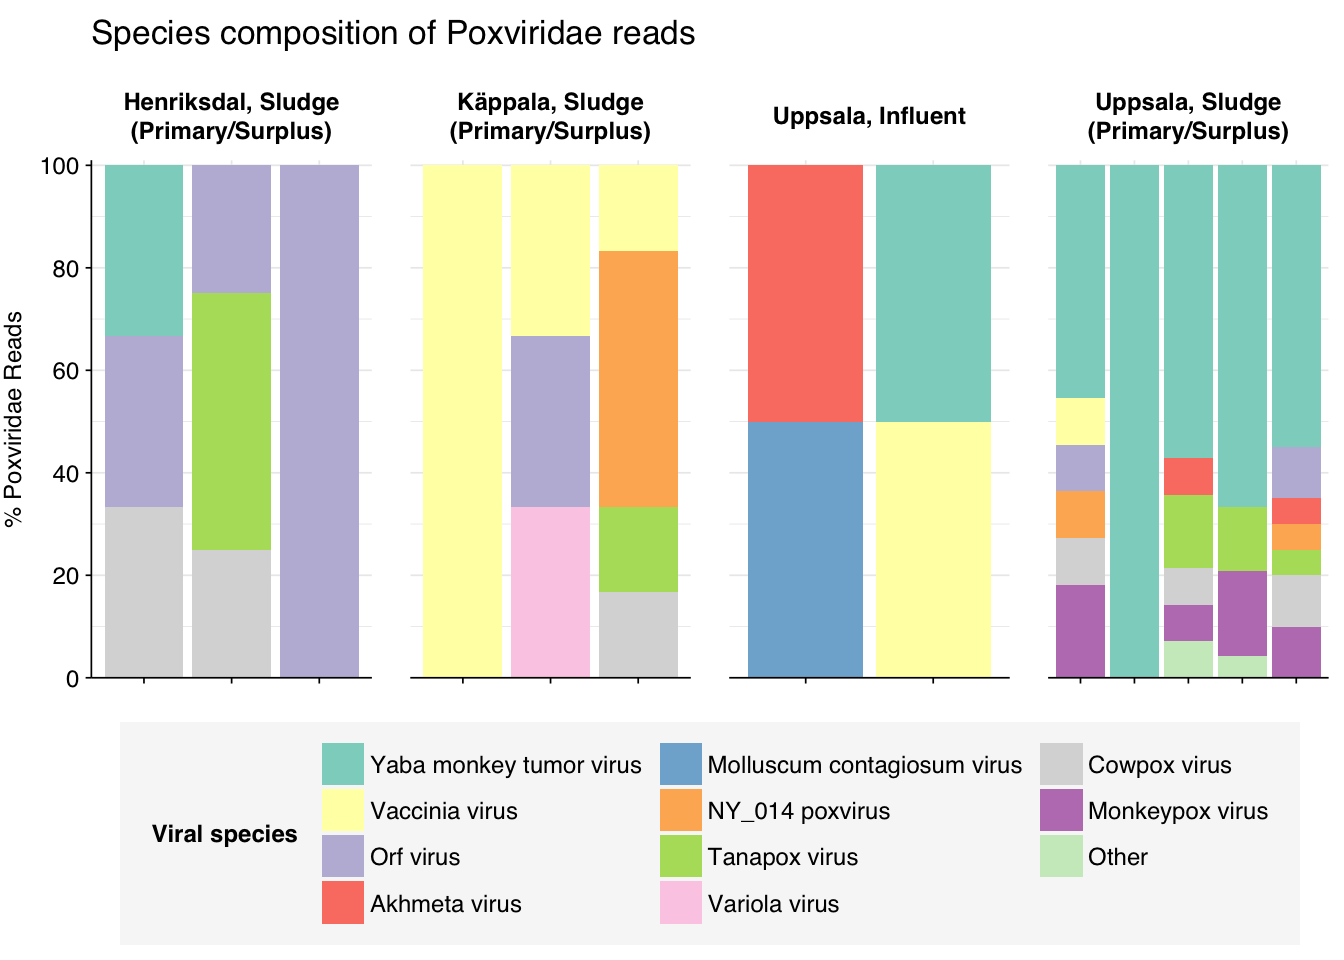 Species composition of Poxviridae reads
Henriksdal, Sludge
(Primary/Surplus)
Käppala, Sludge
(Primary/Surplus)
Uppsala, Influent
Uppsala, Sludge
(Primary/Surplus)
% Poxviridae Reads
100
80
60
40
20
0
Viral species
Yaba monkey tumor virus
Vaccinia virus
Orf virus
Akhmeta virus
Molluscum contagiosum virus
NY_014 poxvirus
Tanapox virus
Variola virus
Cowpox virus
Monkeypox virus
Other